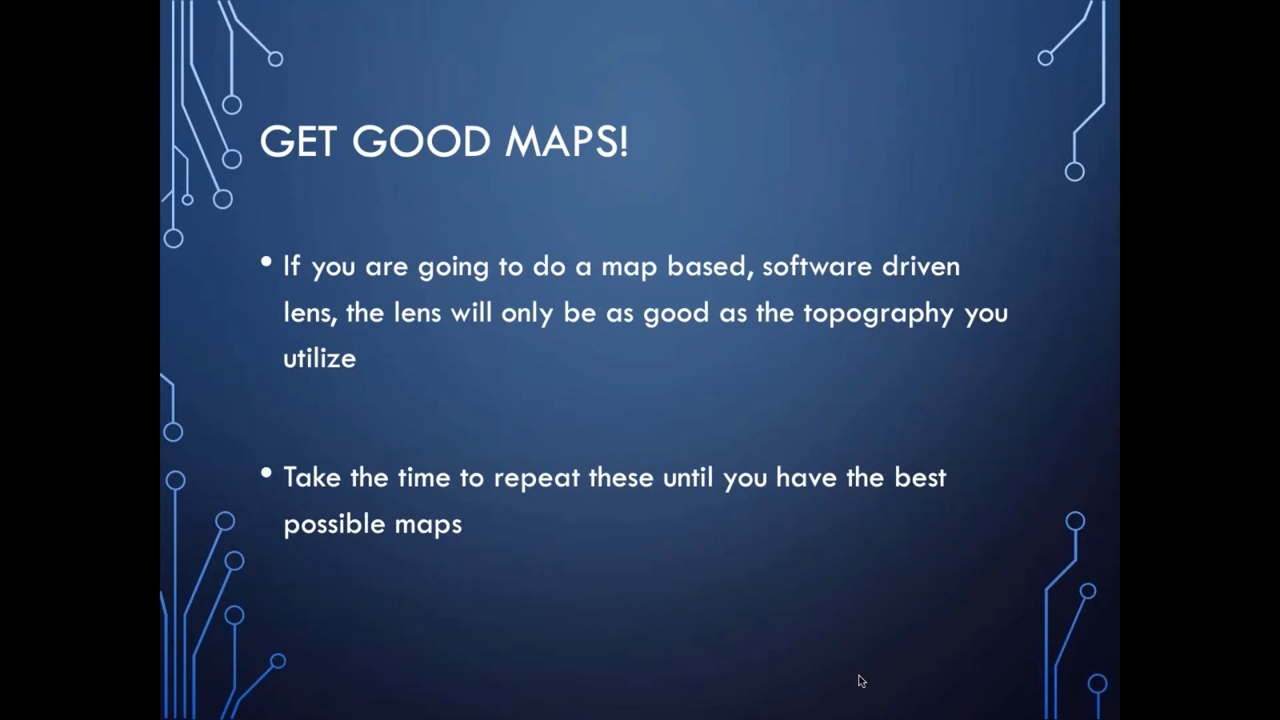 GET GOOD MAPS!
• If you are going to do a map based, software driven
lens, the lens will only be as good as the topography you
utilize
• Take the time to repeat these until you have the best
possible maps